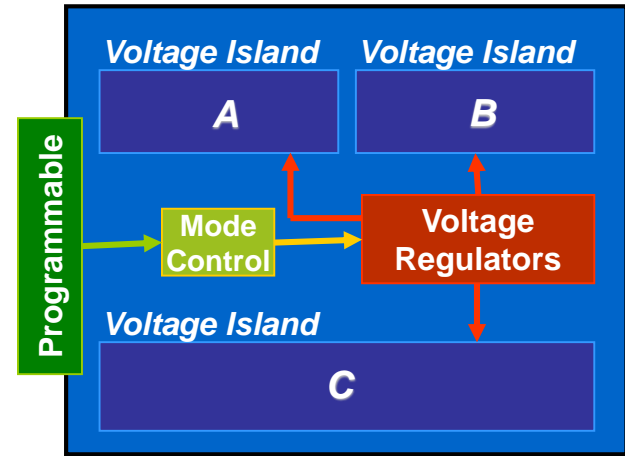 Voltage Island
Voltage Island
A
B
Programmable
Mode
Control
Voltage
Regulators
Voltage Island
C